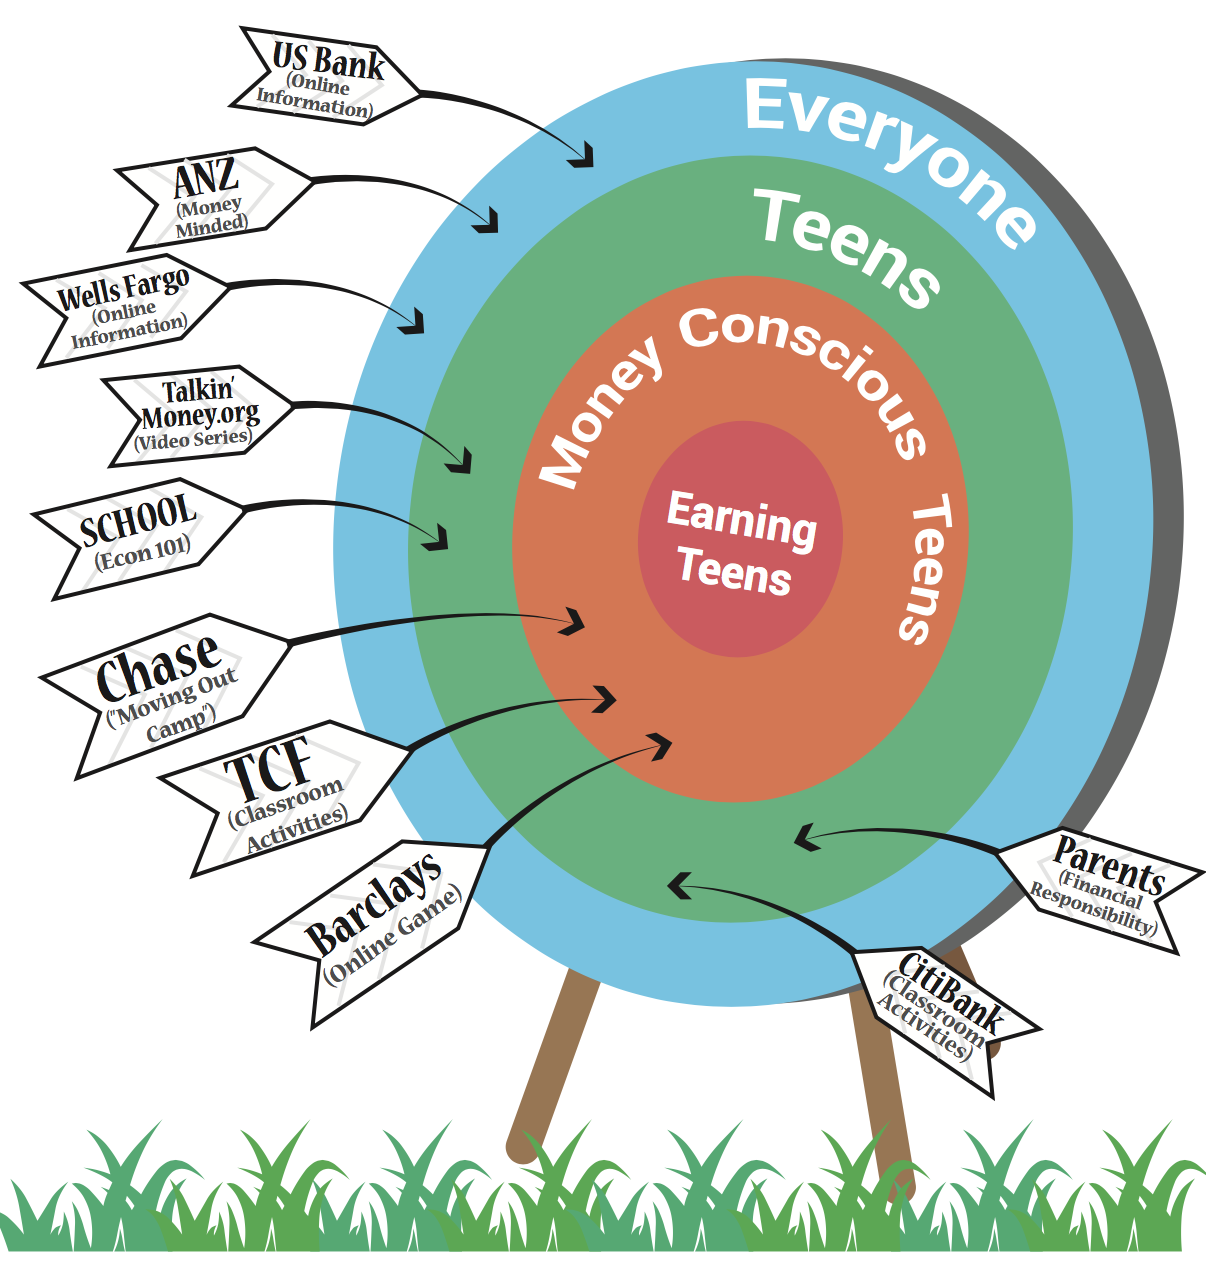 US Bank
(Online
Information)
ANZ
(Money
Minded)
Wells Fargo
(Online
Information)
Talkin'
Money.org
(Video Series)
SCHOOL
(Econ 101)
Chase
("Moving Out
Camp")
TCF
(Classroom
Activities)
Barclays
(Online Game)
Everyone
Teens
Money Conscious Teens
Earning
Teens
Parents
(Financial
Responsibility)
CitiBank
(Classroom
Activities)